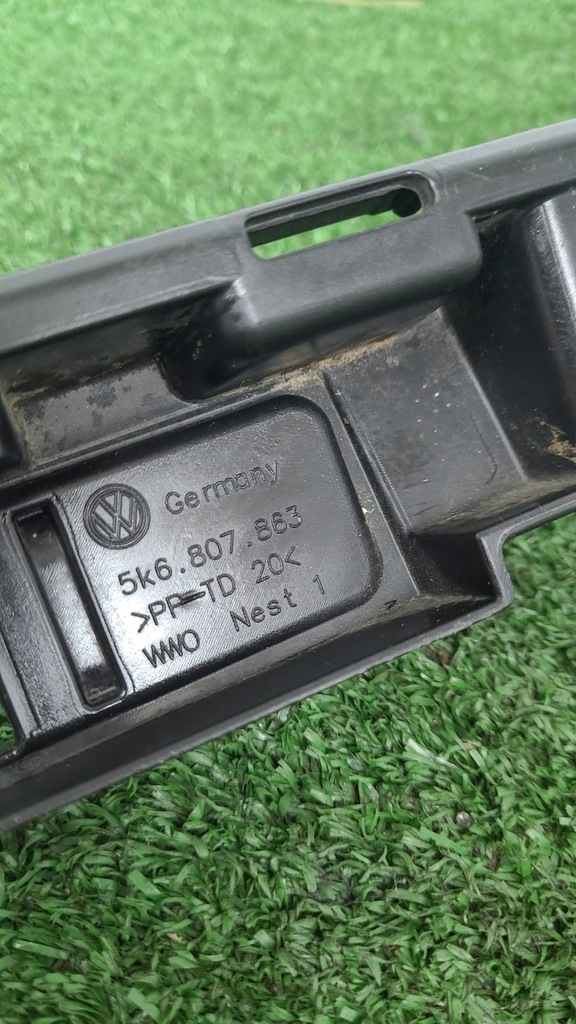 Germany
5k6.807.863
>PP-TD 20<
WWO Nest 1